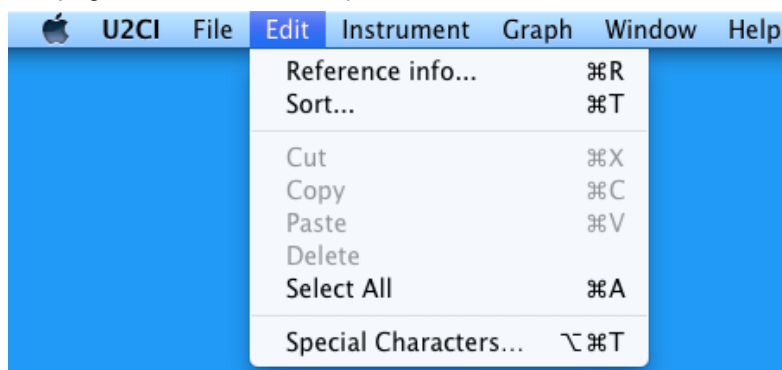 U2CI File Edit Instrument Graph Window Help
Reference info... ⌘R
Sort... ⌘T
Cut ⌘X
Copy ⌘C
Paste ⌘V
Delete
Select All ⌘A
Special Characters... ⌥⌘T